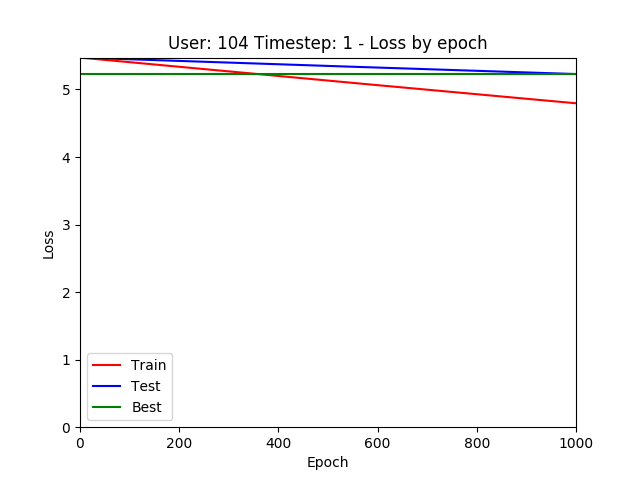 User: 104 Timestep: 1 - Loss by epoch
5
4
3
2
1
0
Loss
Train
Test
Best
0 200 400 600 800 1000
Epoch